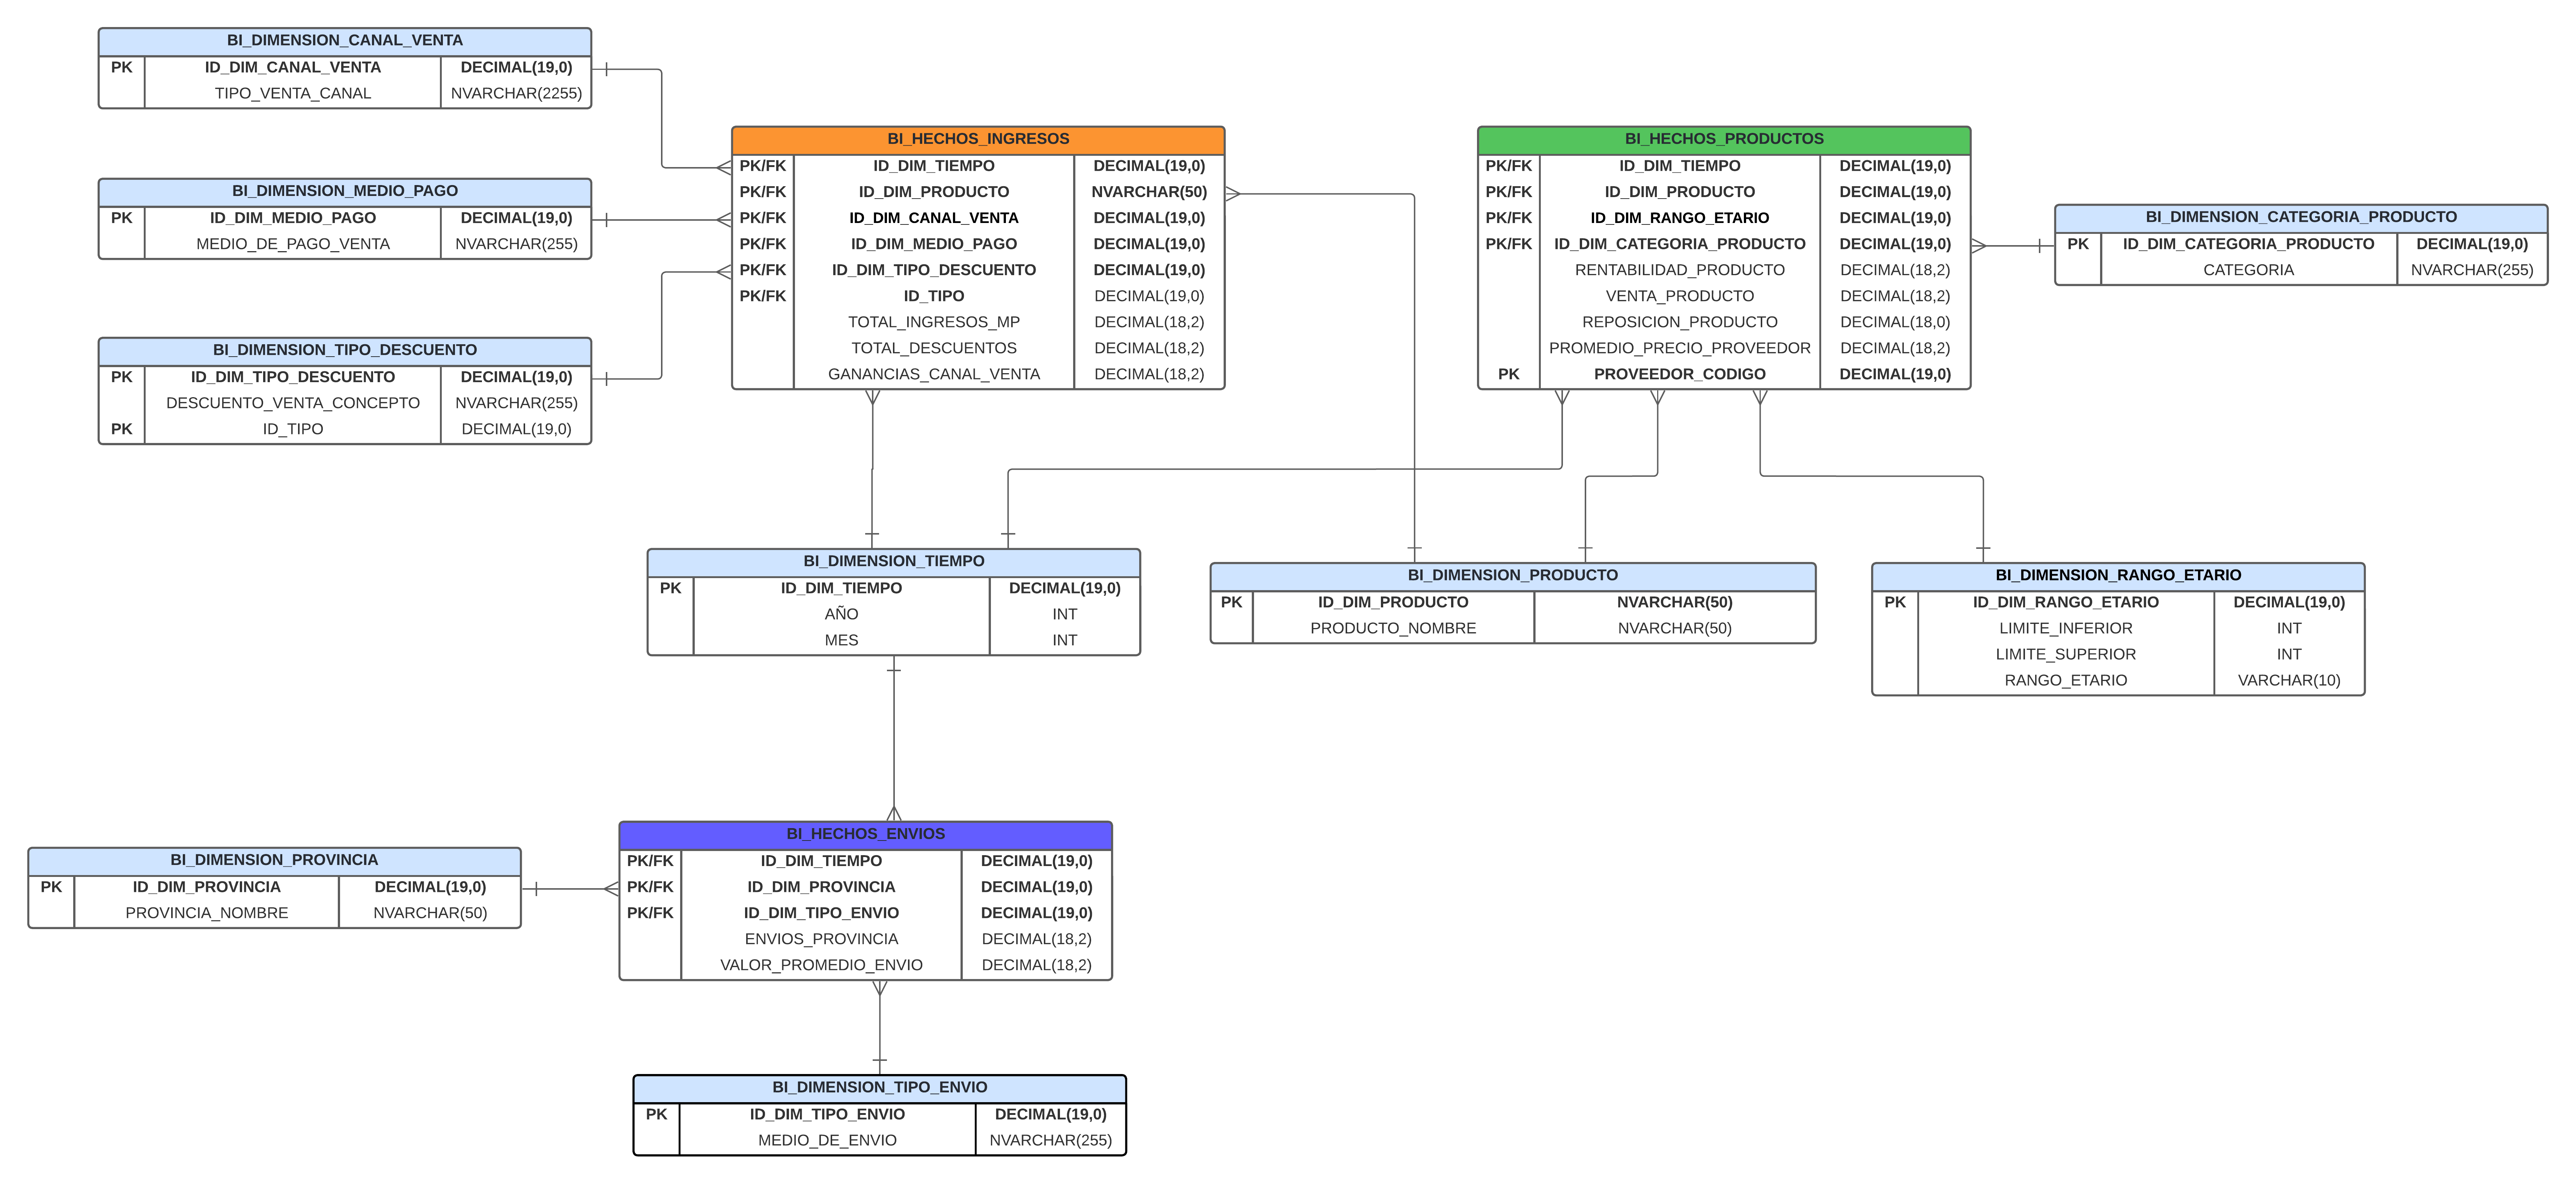 BI_DIMENSION_CANAL_VENTA
PK ID_DIM_CANAL_VENTA DECIMAL(19,0)
TIPO_VENTA_CANAL NVARCHAR(2255)
BI_DIMENSION_MEDIO_PAGO
PK ID_DIM_MEDIO_PAGO DECIMAL(19,0)
MEDIO_DE_PAGO_VENTA NVARCHAR(255)
BI_DIMENSION_TIPO_DESCUENTO
PK ID_DIM_TIPO_DESCUENTO DECIMAL(19,0)
DESCUENTO_VENTA_CONCEPTO NVARCHAR(255)
PK ID_TIPO DECIMAL(19,0)
BI_HECHOS_INGRESOS
PK/FK ID_DIM_TIEMPO DECIMAL(19,0)
PK/FK ID_DIM_PRODUCTO NVARCHAR(50)
PK/FK ID_DIM_CANAL_VENTA DECIMAL(19,0)
PK/FK ID_DIM_MEDIO_PAGO DECIMAL(19,0)
PK/FK ID_DIM_TIPO_DESCUENTO DECIMAL(19,0)
PK/FK ID_TIPO DECIMAL(19,0)
TOTAL_INGRESOS_MP DECIMAL(18,2)
TOTAL_DESCUENTOS DECIMAL(18,2)
GANANCIAS_CANAL_VENTA DECIMAL(18,2)
BI_HECHOS_PRODUCTOS
PK/FK ID_DIM_TIEMPO DECIMAL(19,0)
PK/FK ID_DIM_PRODUCTO DECIMAL(19,0)
PK/FK ID_DIM_RANGO_ETARIO DECIMAL(19,0)
PK/FK ID_DIM_CATEGORIA_PRODUCTO DECIMAL(19,0)
RENTABILIDAD_PRODUCTO DECIMAL(18,2)
VENTA_PRODUCTO DECIMAL(18,2)
REPOSICION_PRODUCTO DECIMAL(18,0)
PROMEDIO_PRECIO_PROVEEDOR DECIMAL(18,2)
PK PROVEEDOR_CODIGO DECIMAL(19,0)
BI_DIMENSION_CATEGORIA_PRODUCTO
PK ID_DIM_CATEGORIA_PRODUCTO DECIMAL(19,0)
CATEGORIA NVARCHAR(255)
BI_DIMENSION_TIEMPO
PK ID_DIM_TIEMPO DECIMAL(19,0)
AÑO INT
MES INT
BI_DIMENSION_PRODUCTO
PK ID_DIM_PRODUCTO NVARCHAR(50)
PRODUCTO_NOMBRE NVARCHAR(50)
BI_DIMENSION_RANGO_ETARIO
PK ID_DIM_RANGO_ETARIO DECIMAL(19,0)
LIMITE_INFERIOR INT
LIMITE_SUPERIOR INT
RANGO_ETARIO VARCHAR(10)
BI_DIMENSION_PROVINCIA
PK ID_DIM_PROVINCIA DECIMAL(19,0)
PROVINCIA_NOMBRE NVARCHAR(50)
BI_HECHOS_ENVIOS
PK/FK ID_DIM_TIEMPO DECIMAL(19,0)
PK/FK ID_DIM_PROVINCIA DECIMAL(19,0)
PK/FK ID_DIM_TIPO_ENVIO DECIMAL(19,0)
ENVIOS_PROVINCIA DECIMAL(18,2)
VALOR_PROMEDIO_ENVIO DECIMAL(18,2)
BI_DIMENSION_TIPO_ENVIO
PK ID_DIM_TIPO_ENVIO DECIMAL(19,0)
MEDIO_DE_ENVIO NVARCHAR(255)